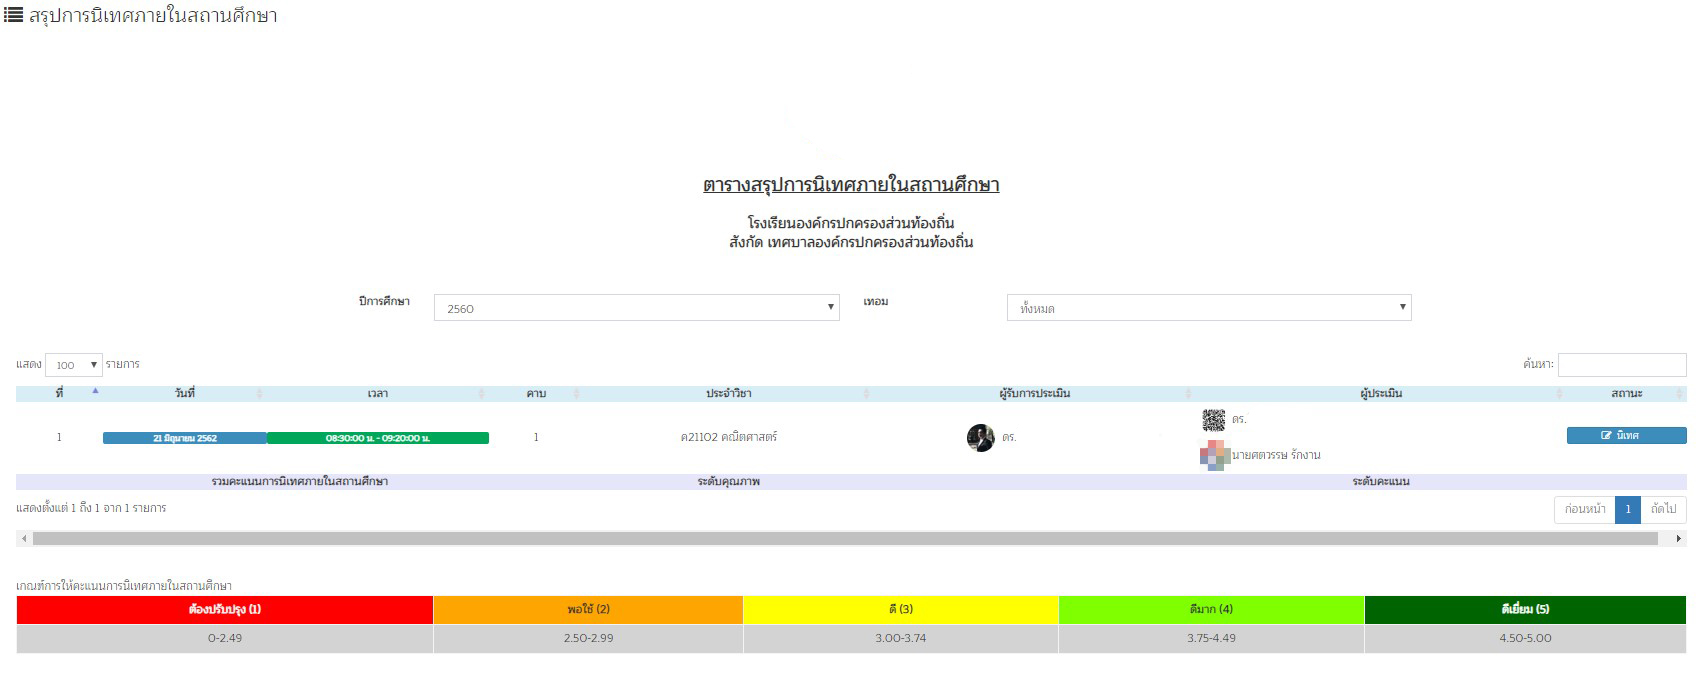 สรุปการนิเทศภายในสถานศึกษา
ตารางสรุปการนิเทศภายในสถานศึกษา
โรงเรียนองค์กรปกครองส่วนท้องถิ่น
สังกัด เทศบาลองค์กรปกครองส่วนท้องถิ่น
ปีการศึกษา 2560 เทอม ทั้งหมด
แสดง 100 รายการ ค้นหา:
ที่ วันที่ เวลา คาบ ประจำวิชา ผู้รับการประเมิน ผู้ประเมิน สถานะ
1 21 มิถุนายน 2562 08:30:00 น. - 09:20:00 น. 1 ค21102 คณิตศาสตร์ ดร. ดร. นิเทศ
นายศตวรรษ รักงาน
รวมคะแนนการนิเทศภายในสถานศึกษา ระดับคุณภาพ ระดับคะแนน
แสดงตั้งแต่ 1 ถึง 1 จาก 1 รายการ ก่อนหน้า 1 ถัดไป
เกณฑ์การให้คะแนนการนิเทศภายในสถานศึกษา
ต้องปรับปรุง (1) พอใช้ (2) ดี (3) ดีมาก (4) ดีเยี่ยม (5)
0-2.49 2.50-2.99 3.00-3.74 3.75-4.49 4.50-5.00